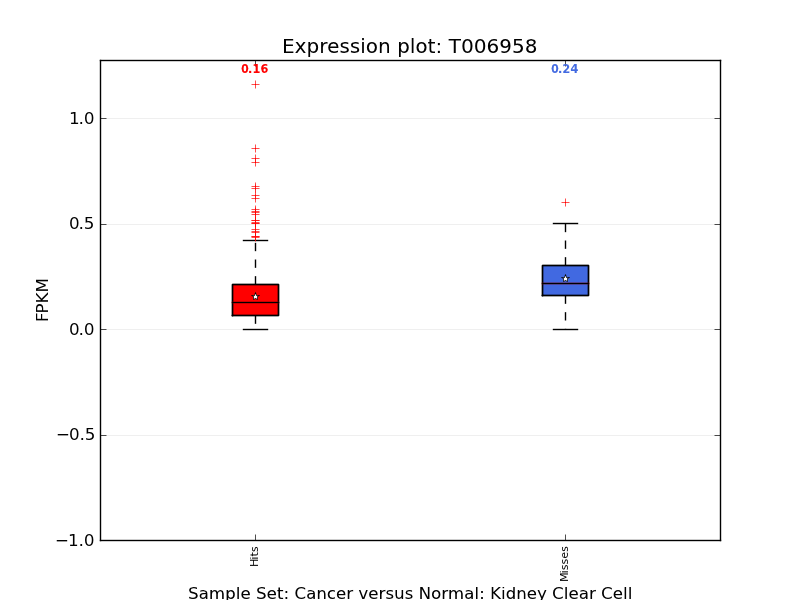 Expression plot: T006958
0.16
0.24
1.0
0.5
0.0
−0.5
−1.0
FPKM
Hits
Misses
Sample Set: Cancer versus Normal: Kidney Clear Cell